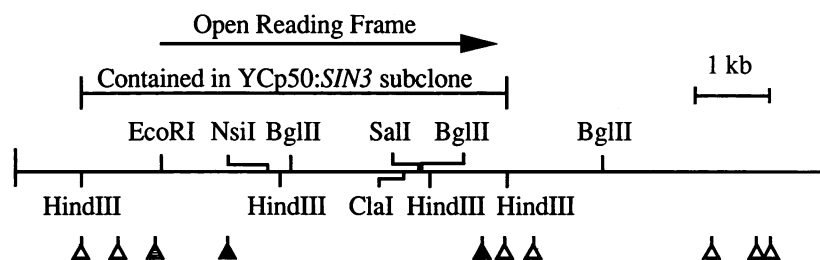 Open Reading Frame
Contained in YCp50:SIN3 subclone
1 kb
EcoRI NsiI BglII SalI BglII BglII
HindIII HindIII ClaI HindIII HindIII